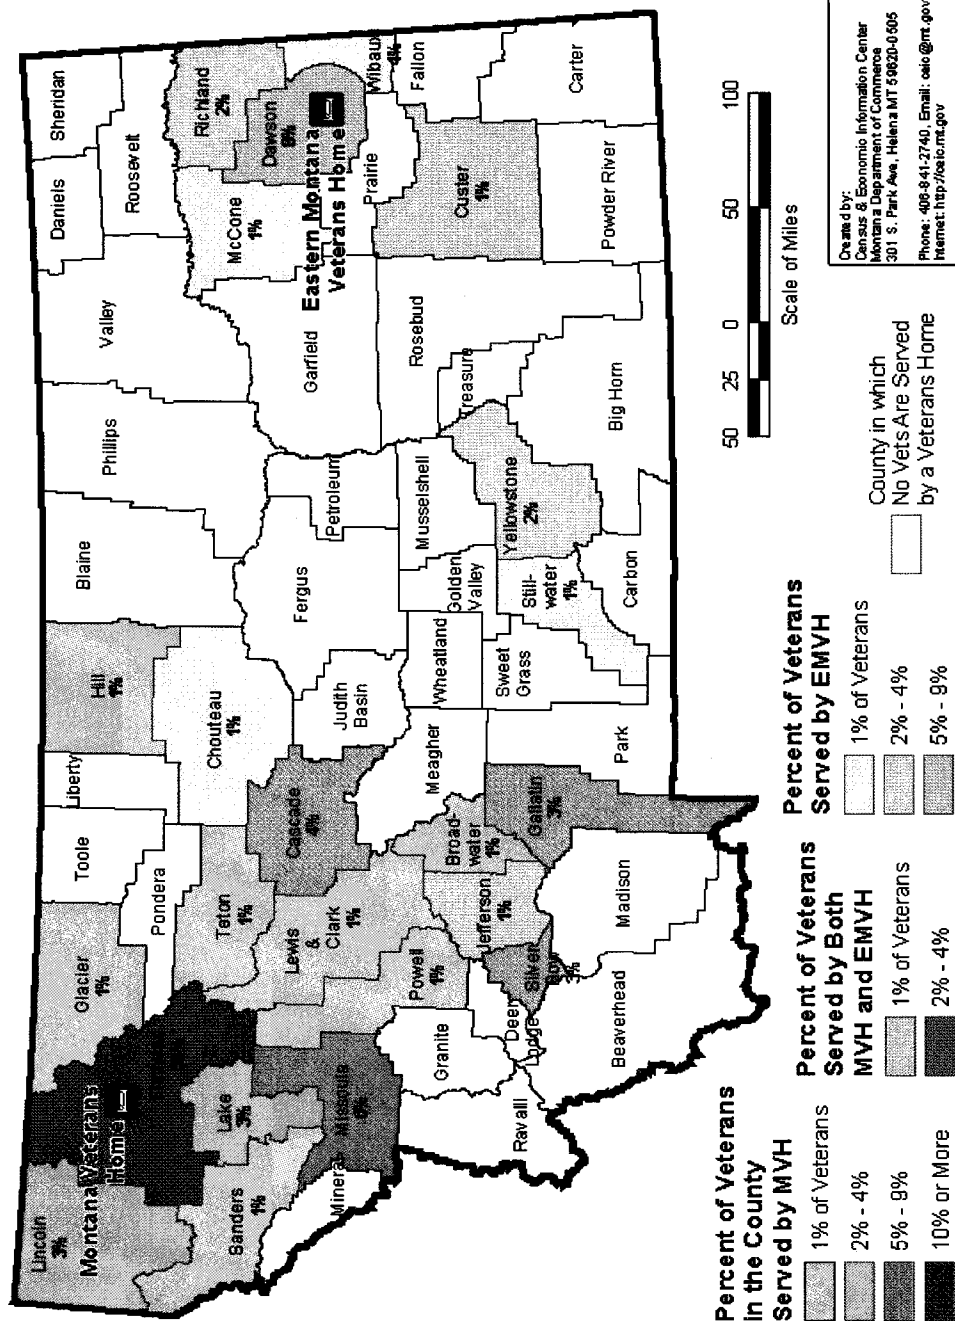 Lincoln
3%
Glacier
1%
Toole
Liberty
Hill
1%
Blaine
Phillips
Valley
Daniels
Sheridan
Roosevelt
Montana Veterans
Home
Pondera
Teton
1%
Chouteau
1%
Richland
2%
McCone
1%
Dawson
Eastern Montana
Veterans Home
Wibaux
4%
Sanders
1%
Lake
3%
Lewis
&
Clark
1%
Cascade
4%
Judith
Basin
Fergus
Petroleum
Garfield
Prairie
Fallon
Mineral
Missoula
Powell
1%
Granite
Meagher
Wheatland
Golden
Valley
Musselshell
Rosebud
Treasure
Custer
1%
Ravalli
Deer
Lodge
Silver
Bow
3%
Jefferson
1%
Broad-
water
1%
Gallatin
3%
Park
Sweet
Grass
Still-
water
1%
Yellowstone
2%
Carbon
Big Horn
Powder River
Carter
Beaverhead
Madison
50 25 0 50 100
Scale of Miles
Percent of Veterans
in the County
Served by MVH
1% of Veterans
2% - 4%
5% - 9%
10% or More
Percent of Veterans
Served by Both
MVH and EMVH
1% of Veterans
2% - 4%
Percent of Veterans
Served by EMVH
1% of Veterans
2% - 4%
5% - 9%
County in which
No Vets Are Served
by a Veterans Home
Created by:
Census & Economic Information Center
Montana Department of Commerce
301 S. Park Ave, Helena MT 59620-0505
Phone: 406-841-2740, Email: ceic@mt.gov
Internet: http://ceic.mt.gov